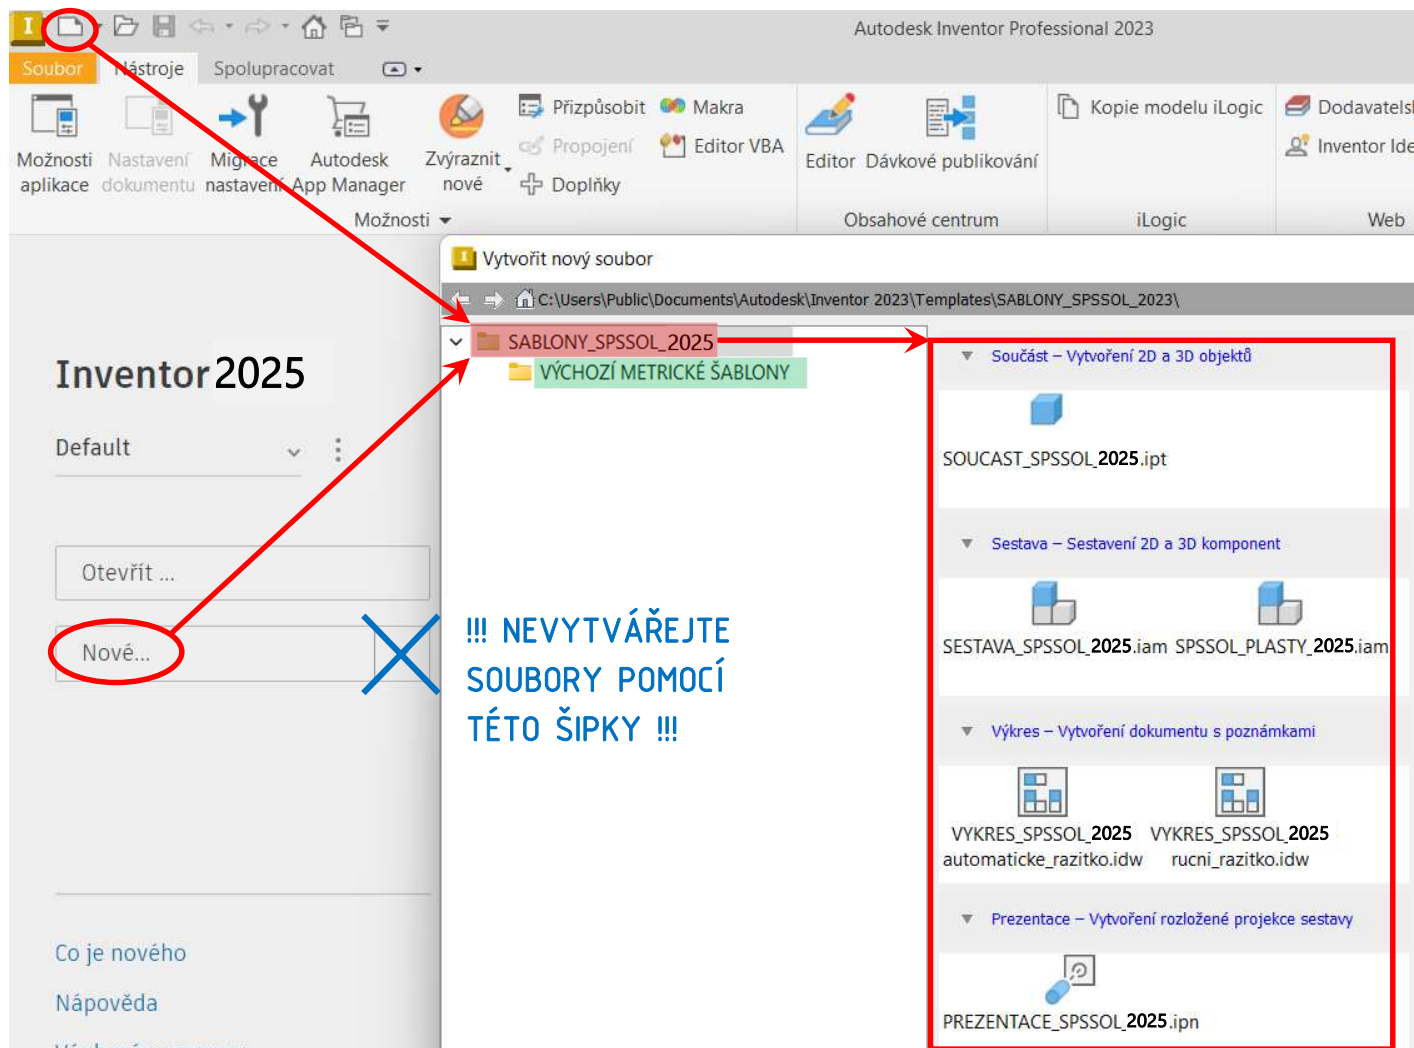 Autodesk Inventor Professional 2023
Soubor Nástroje Spolupracovat
Přizpůsobit Makra Kopie modelu iLogic
Propojení Editor VBA Inventor Ide
Možnosti aplikace
Nastavení dokumentu
Migrace nastavení
Autodesk App Manager
Zvýraznit nové
Doplňky
Editor Dávkové publikování
Možnosti Obsahové centrum iLogic Web
Vytvořit nový soubor
C:\Users\Public\Documents\Autodesk\Inventor 2023\Templates\SABLONY_SPSSOL_2023\
SABLONY_SPSSOL_2025
VÝCHOZÍ METRICKÉ ŠABLONY
Inventor 2025
Default
Otevřít ...
Nové...
!!! NEVYTVÁŘEJTE
SOUBORY POMOCÍ
TÉTO ŠIPKY !!!
Co je nového
Nápověda
Součást – Vytvoření 2D a 3D objektů
SOUCAST_SPSSOL_2025.ipt
Sestava – Sestavení 2D a 3D komponent
SESTAVA_SPSSOL_2025.iam SPSSOL_PLASTY_2025.iam
Výkres – Vytvoření dokumentu s poznámkami
VYKRES_SPSSOL_2025 VYKRES_SPSSOL_2025
automaticke_razitko.idw rucni_razitko.idw
Prezentace – Vytvoření rozložené projekce sestavy
PREZENTACE_SPSSOL_2025.ipn